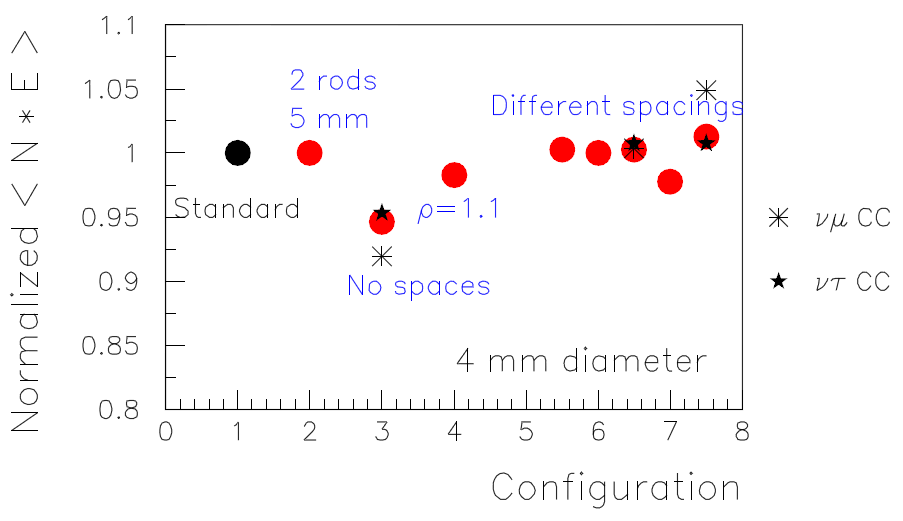 1.1
1.05
1
0.95
0.9
0.85
0.8
Normalized < N * E >
2 rods
5 mm
Different spacings
Standard
ρ=1.1
No spaces
4 mm diameter
νμ CC
ντ CC
0 1 2 3 4 5 6 7 8
Configuration